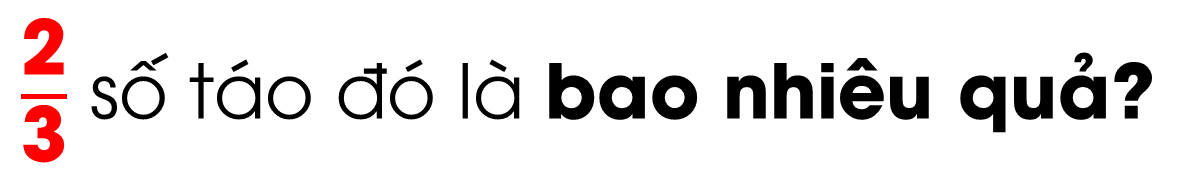 2/3 số táo đó là bao nhiêu quả?